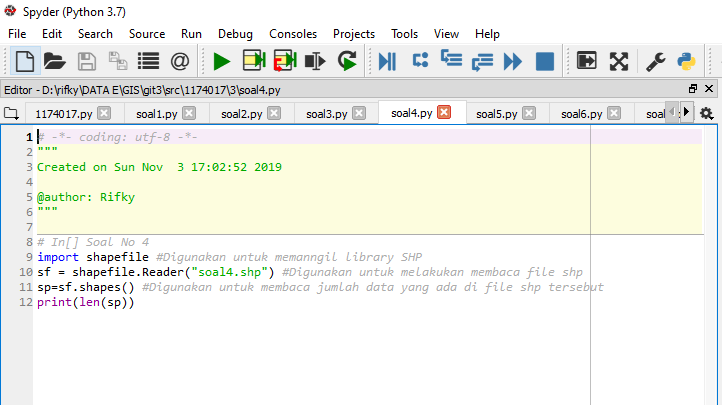 Spyder (Python 3.7)
File Edit Search Source Run Debug Consoles Projects Tools View Help
Editor - D:\rifky\DATA E\GIS\git3\src\1174017\3\soal4.py
1174017.py soal1.py soal2.py soal3.py soal4.py soal5.py soal6.py soal
1 # -*- coding: utf-8 -*-
2 """
3 Created on Sun Nov  3 17:02:52 2019
4
5 @author: Rifky
6 """
7
8 # In[] Soal No 4
9 import shapefile #Digunakan untuk memanngil library SHP
10 sf = shapefile.Reader("soal4.shp") #Digunakan untuk melakukan membaca file shp
11 sp=sf.shapes() #Digunakan untuk membaca jumlah data yang ada di file shp tersebut
12 print(len(sp))